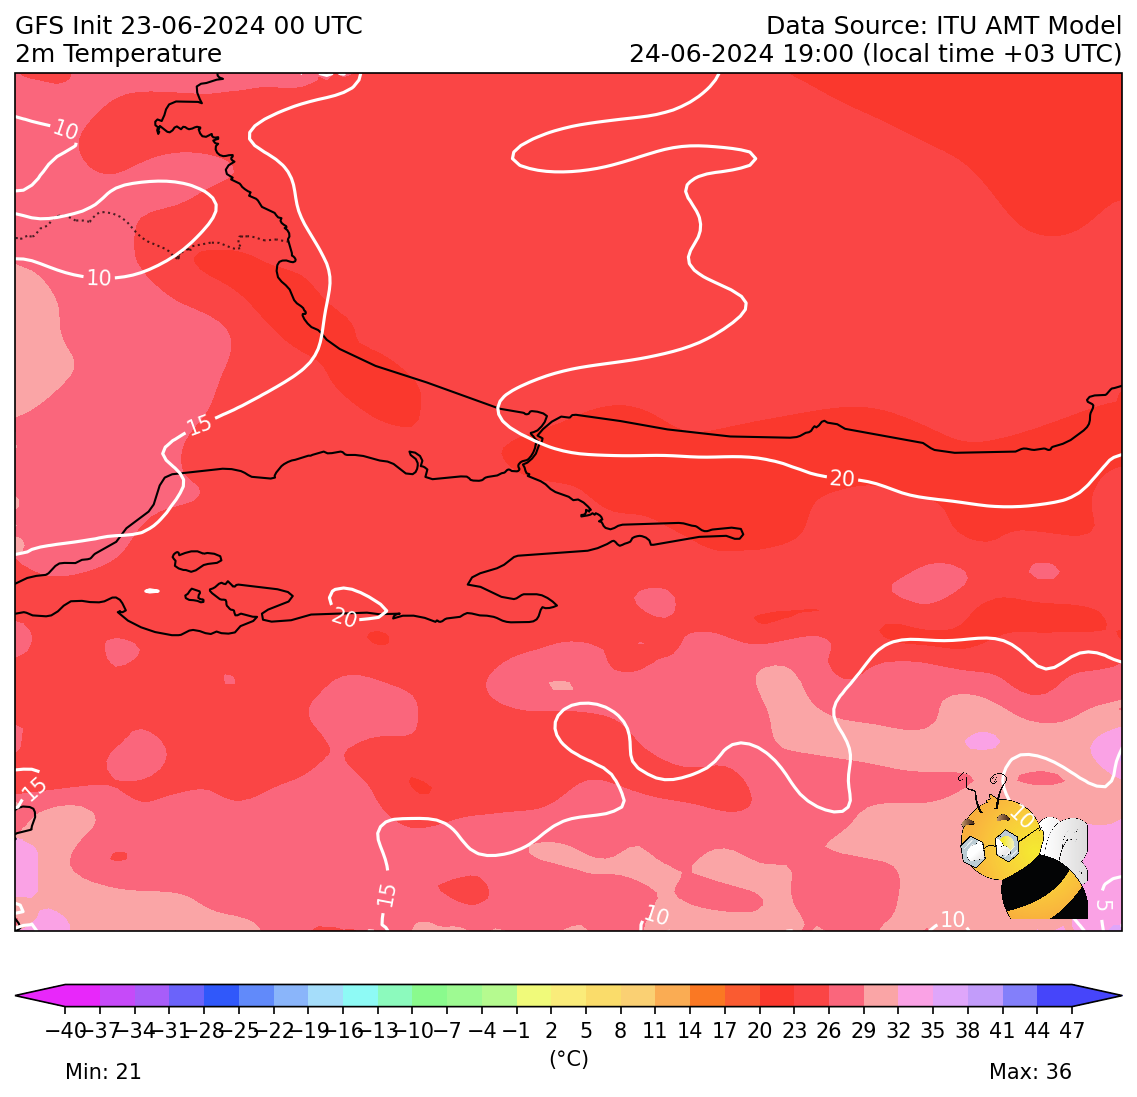 GFS Init 23-06-2024 00 UTC
Data Source: ITU AMT Model
2m Temperature
24-06-2024 19:00 (local time +03 UTC)
10
10
15
20
20
15
10
15
10
10
5
−40 −37 −34 −31 −28 −25 −22 −19 −16 −13 −10 −7 −4 −1 2 5 8 11 14 17 20 23 26 29 32 35 38 41 44 47
(°C)
Min: 21
Max: 36